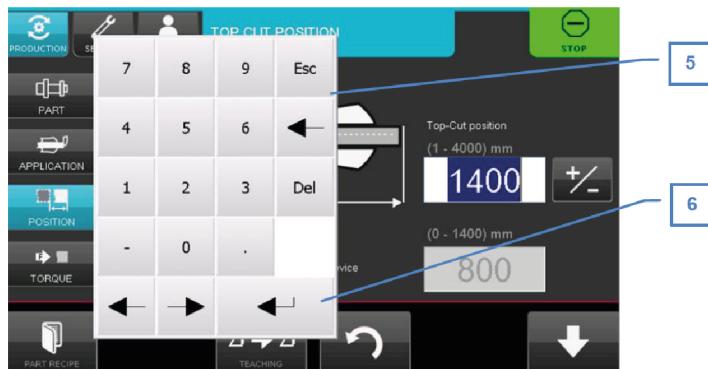 PRODUCTION
TOP CUT POSITION
STOP
7 8 9 Esc
5
PART
4 5 6
Top-Cut position
(1 - 4000) mm
APPLICATION
1400
+/-
1 2 3 Del
6
POSITION
- 0 .
(0 - 1400) mm
800
TORQUE
PART RECIPE
TEACHING